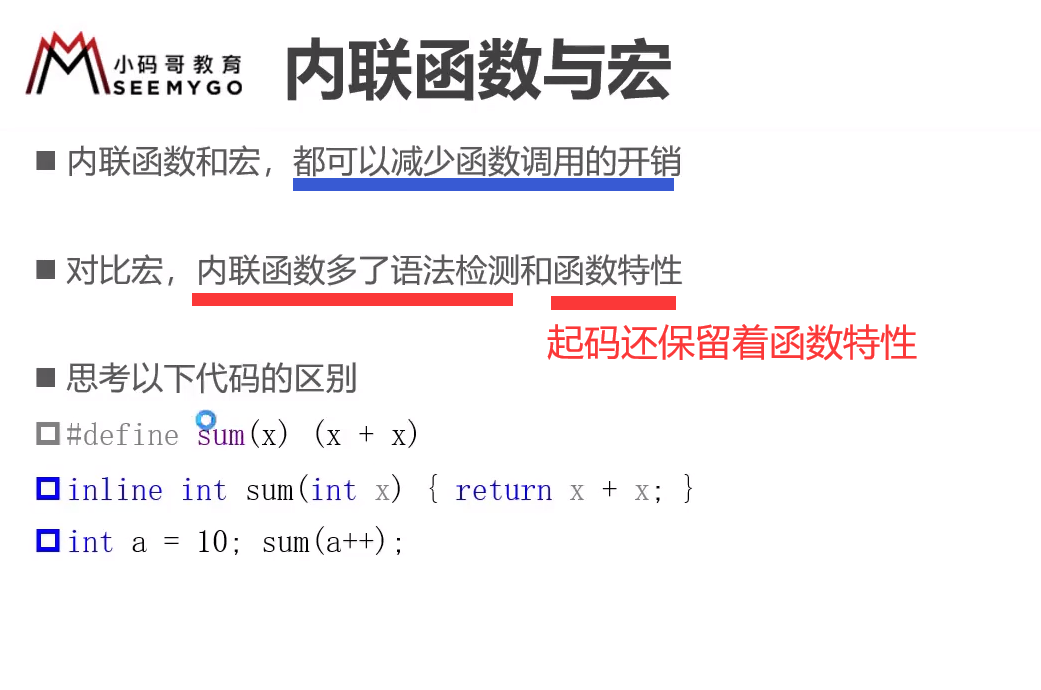 小码哥教育
SEEMYGO
内联函数与宏
内联函数和宏，都可以减少函数调用的开销
对比宏，内联函数多了语法检测和函数特性
起码还保留着函数特性
思考以下代码的区别
#define sum(x) (x + x)
inline int sum(int x) { return x + x; }
int a = 10; sum(a++);